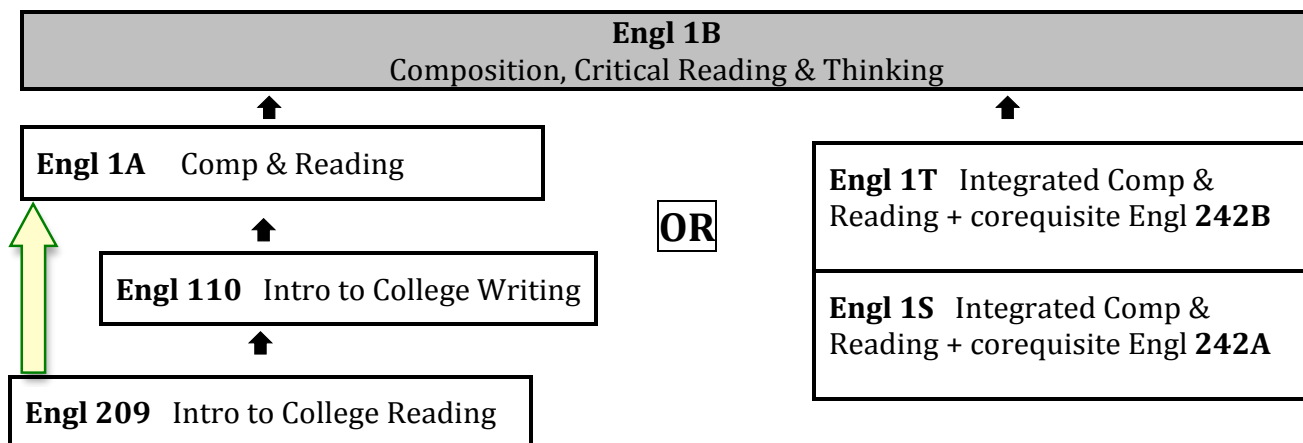 Engl 1B
Composition, Critical Reading & Thinking
Engl 1A Comp & Reading
Engl 110 Intro to College Writing
Engl 209 Intro to College Reading
OR
Engl 1T Integrated Comp &
Reading + corequisite Engl 242B
Engl 1S Integrated Comp &
Reading + corequisite Engl 242A